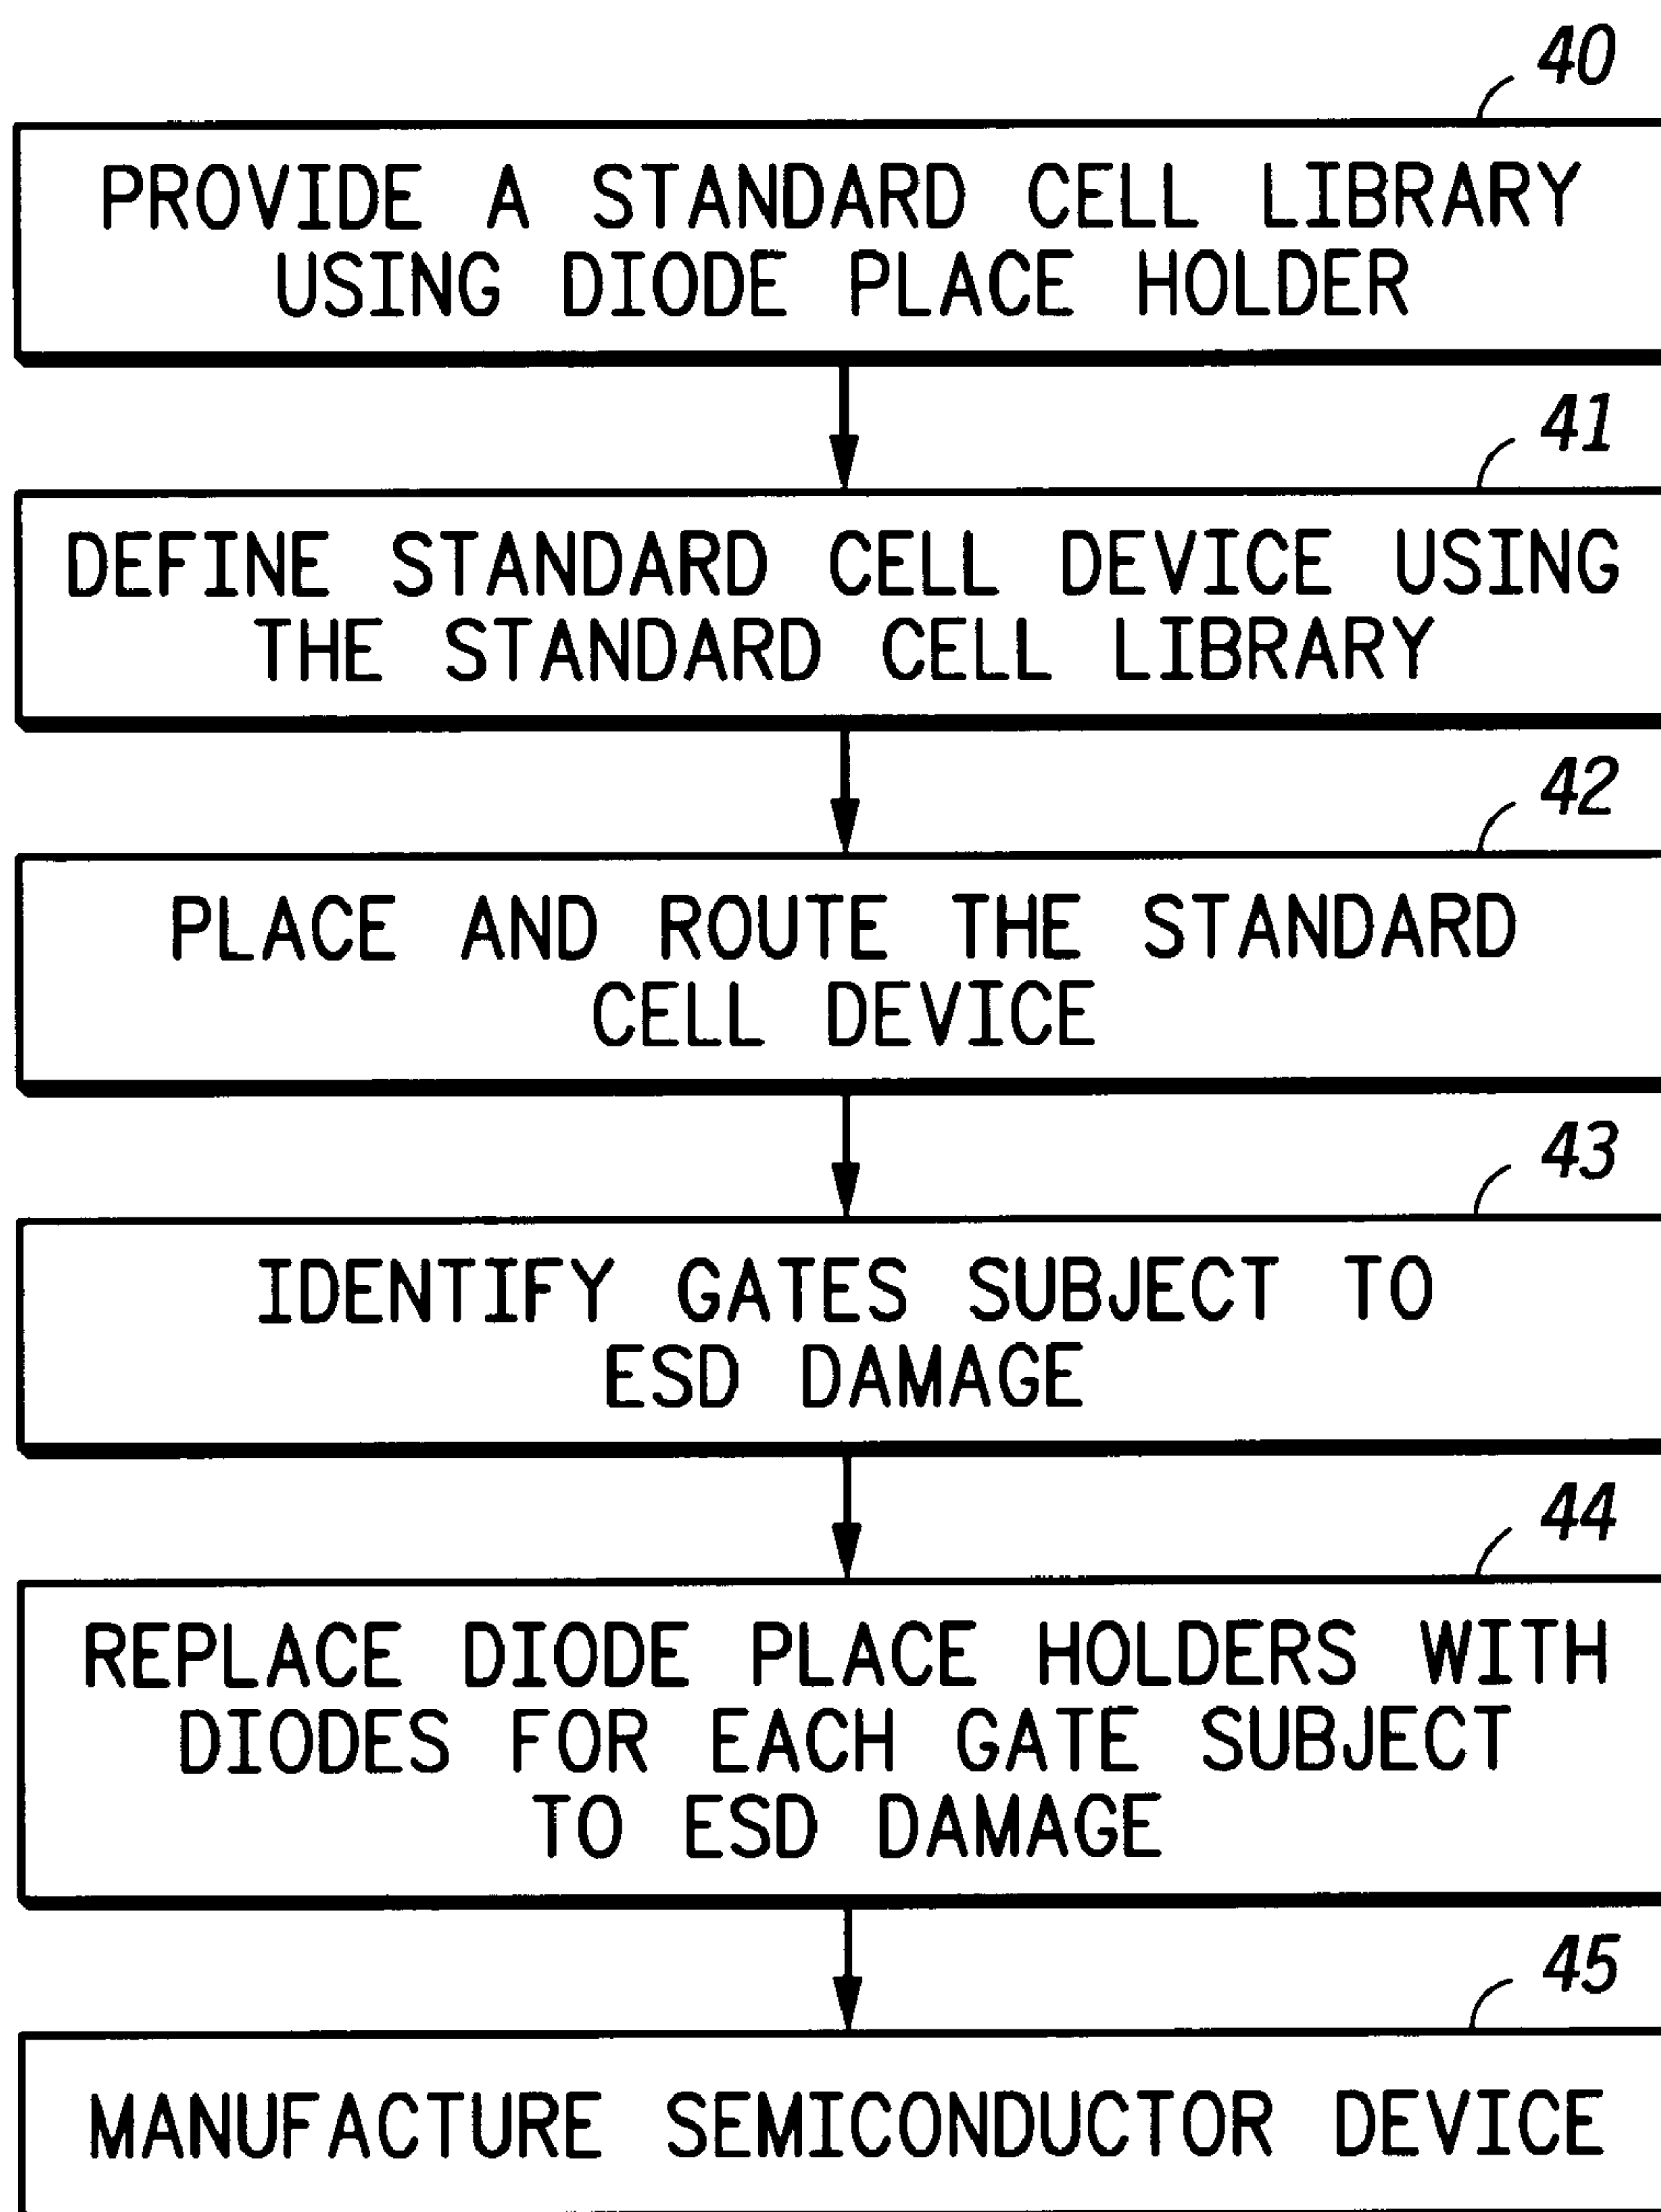 40
PROVIDE A STANDARD CELL LIBRARY
USING DIODE PLACE HOLDER
41
DEFINE STANDARD CELL DEVICE USING
THE STANDARD CELL LIBRARY
42
PLACE AND ROUTE THE STANDARD
CELL DEVICE
43
IDENTIFY GATES SUBJECT TO
ESD DAMAGE
44
REPLACE DIODE PLACE HOLDERS WITH
DIODES FOR EACH GATE SUBJECT
TO ESD DAMAGE
45
MANUFACTURE SEMICONDUCTOR DEVICE